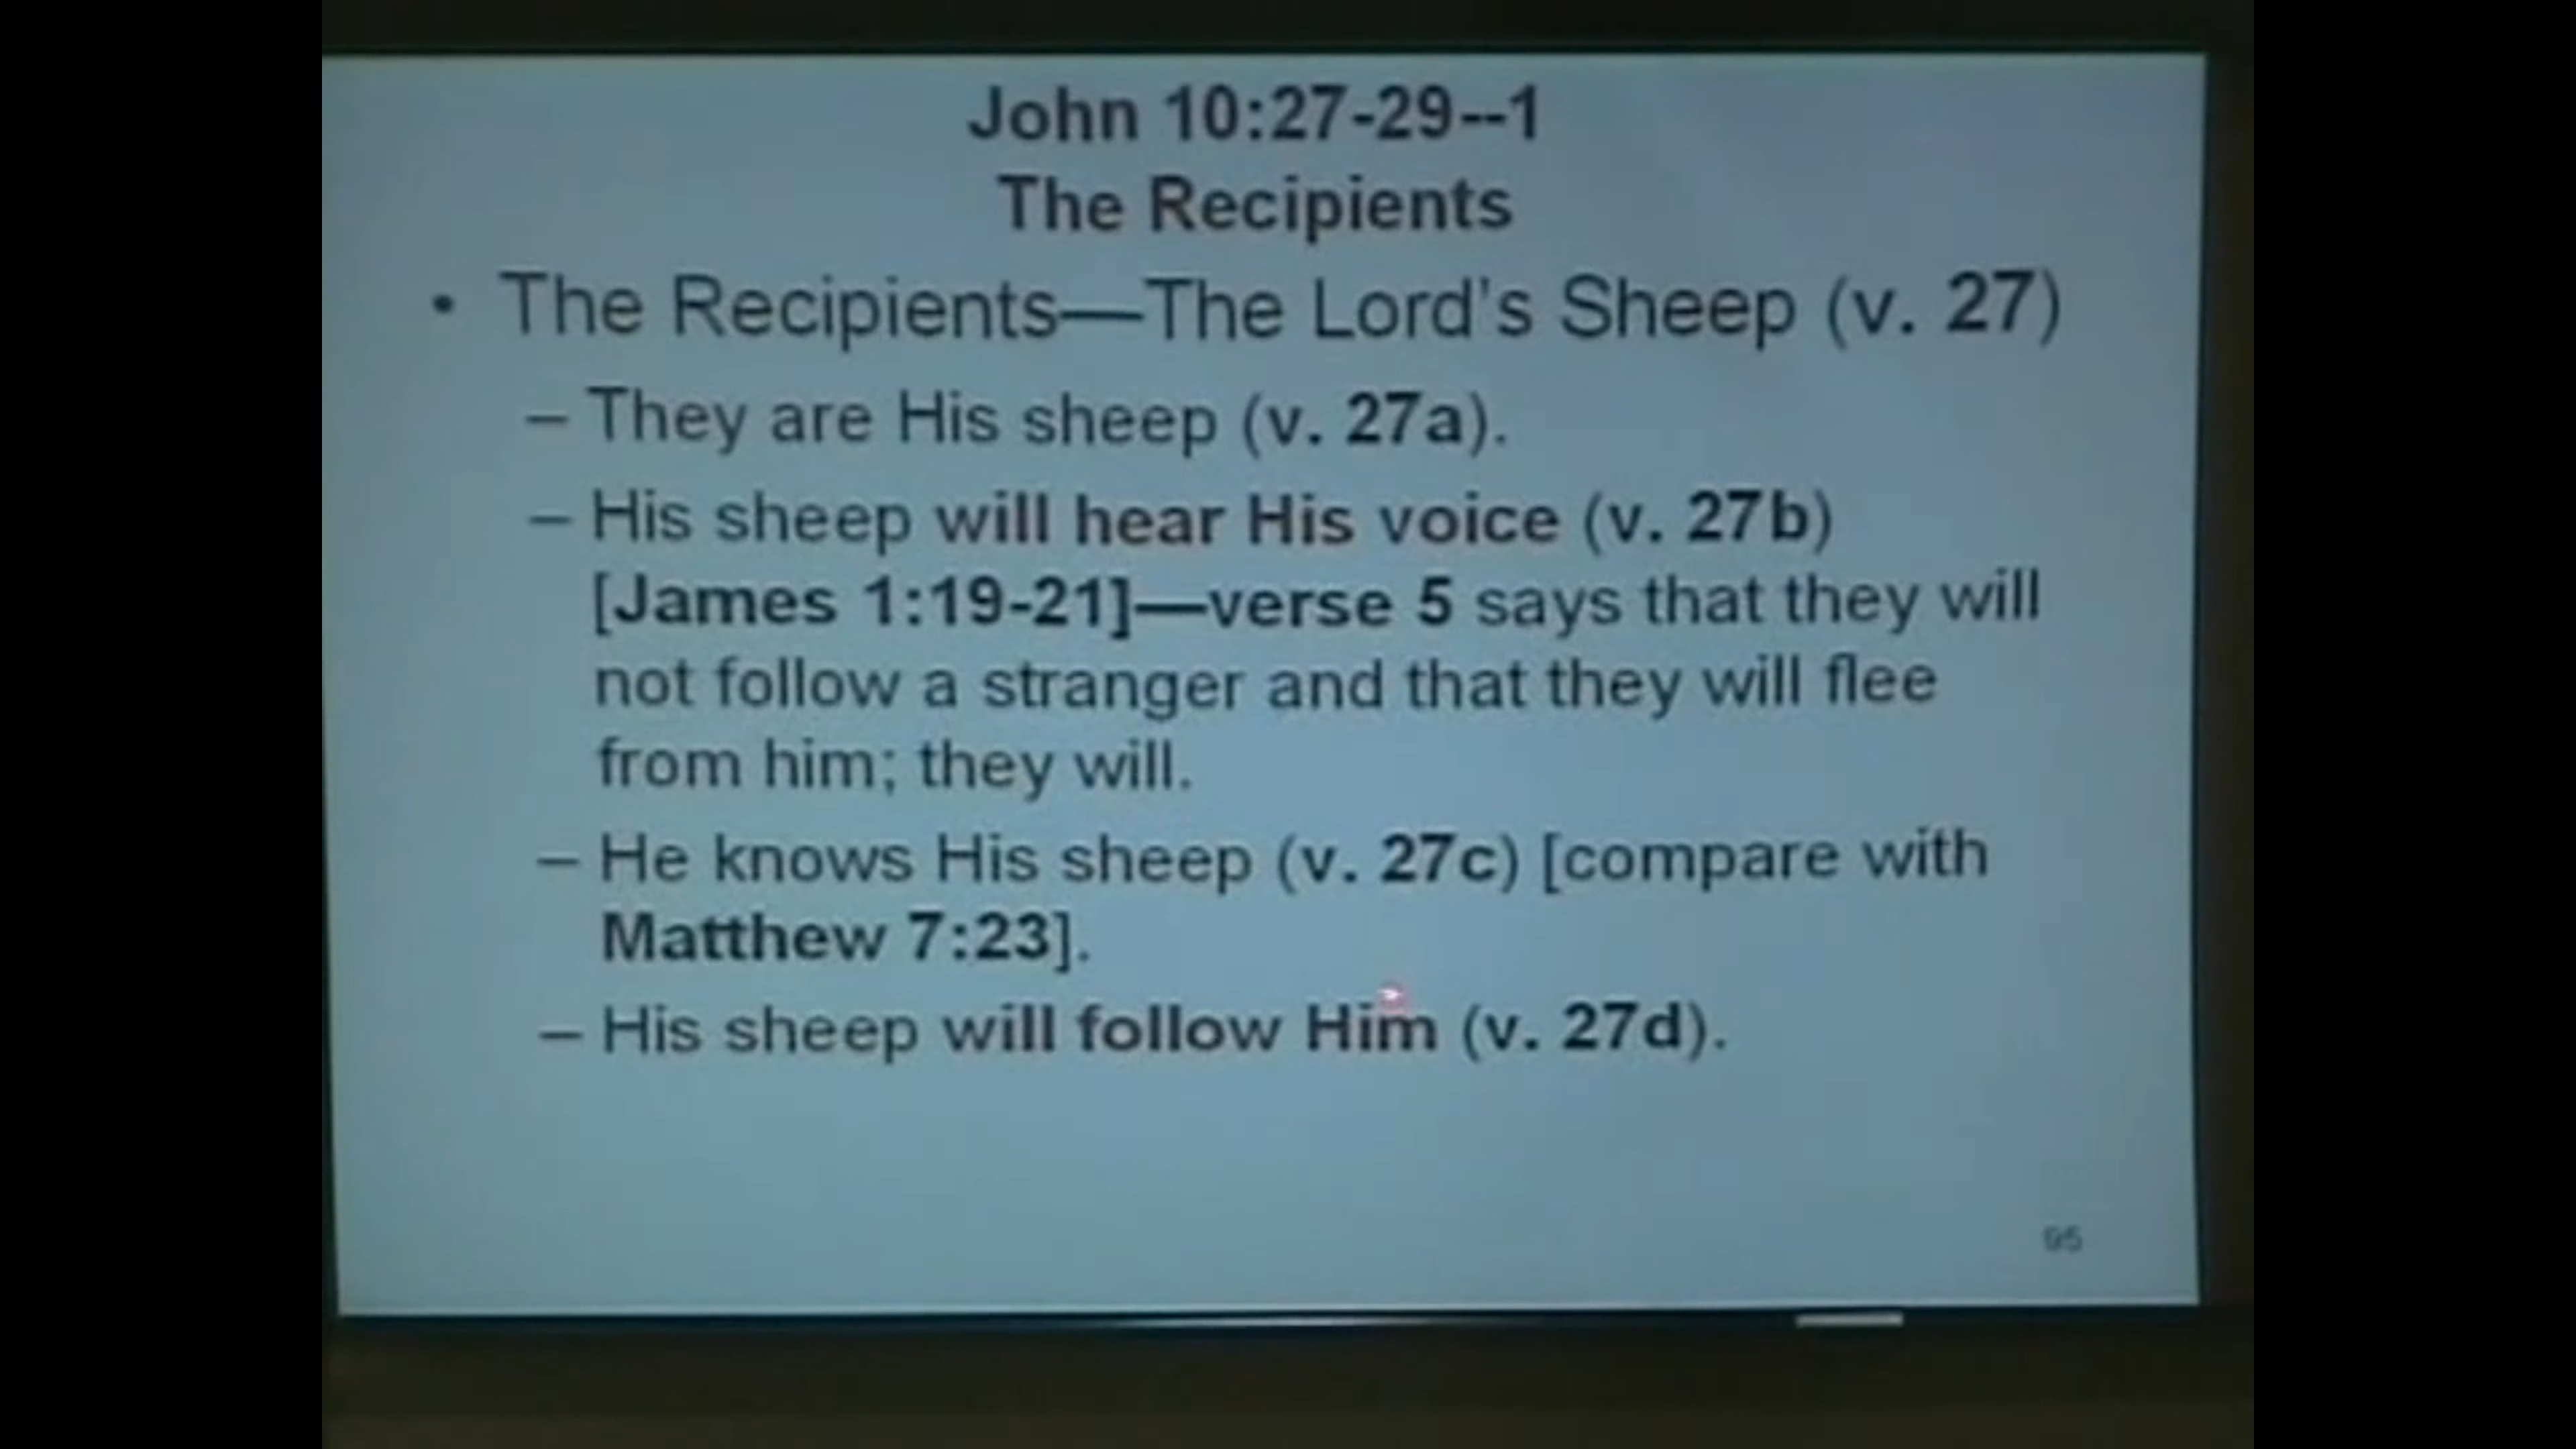 John 10:27-29--1
The Recipients
• The Recipients—The Lord's Sheep (v. 27)
– They are His sheep (v. 27a).
– His sheep will hear His voice (v. 27b)
[James 1:19-21]—verse 5 says that they will
not follow a stranger and that they will flee
from him; they will.
– He knows His sheep (v. 27c) [compare with
Matthew 7:23].
– His sheep will follow Him (v. 27d).
95